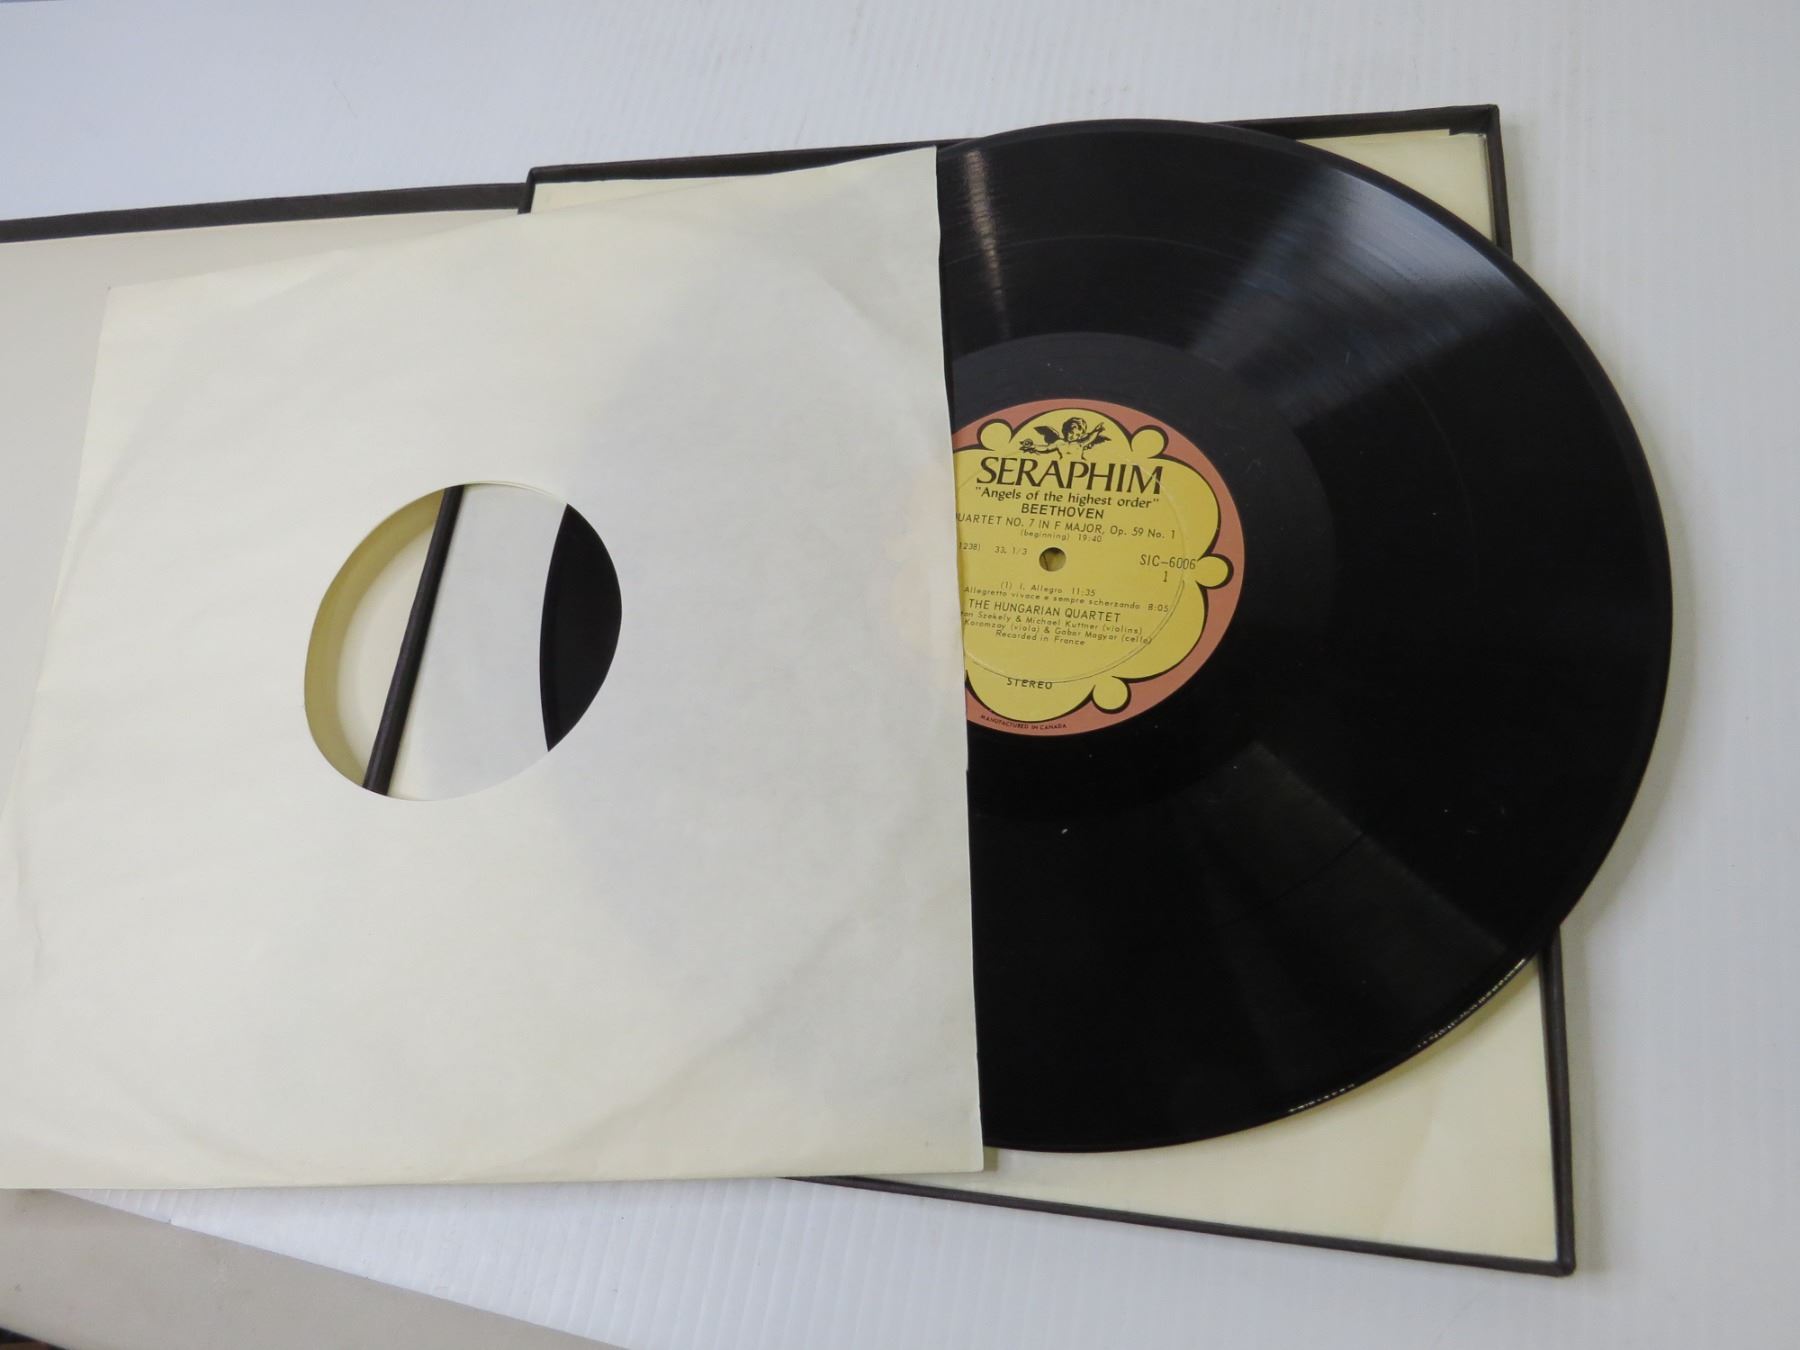 SERAPHIM
"Angels of the highest order"
BEETHOVEN
UARTET NO. 7 IN F MAJOR, Op. 59 No. 1
(beginning) 19:40
1238) 33. 1/3
SIC-6006
1
(1) I. Allegro 11:35
Allegretto vivace e sempre scherzando 8:05
THE HUNGARIAN QUARTET
Szekely & Michael Kuttner (violins)
Koromzay (viola) & Gabor Magyar (cello)
Recorded in France
STEREO
MANUFACTURED IN CANADA